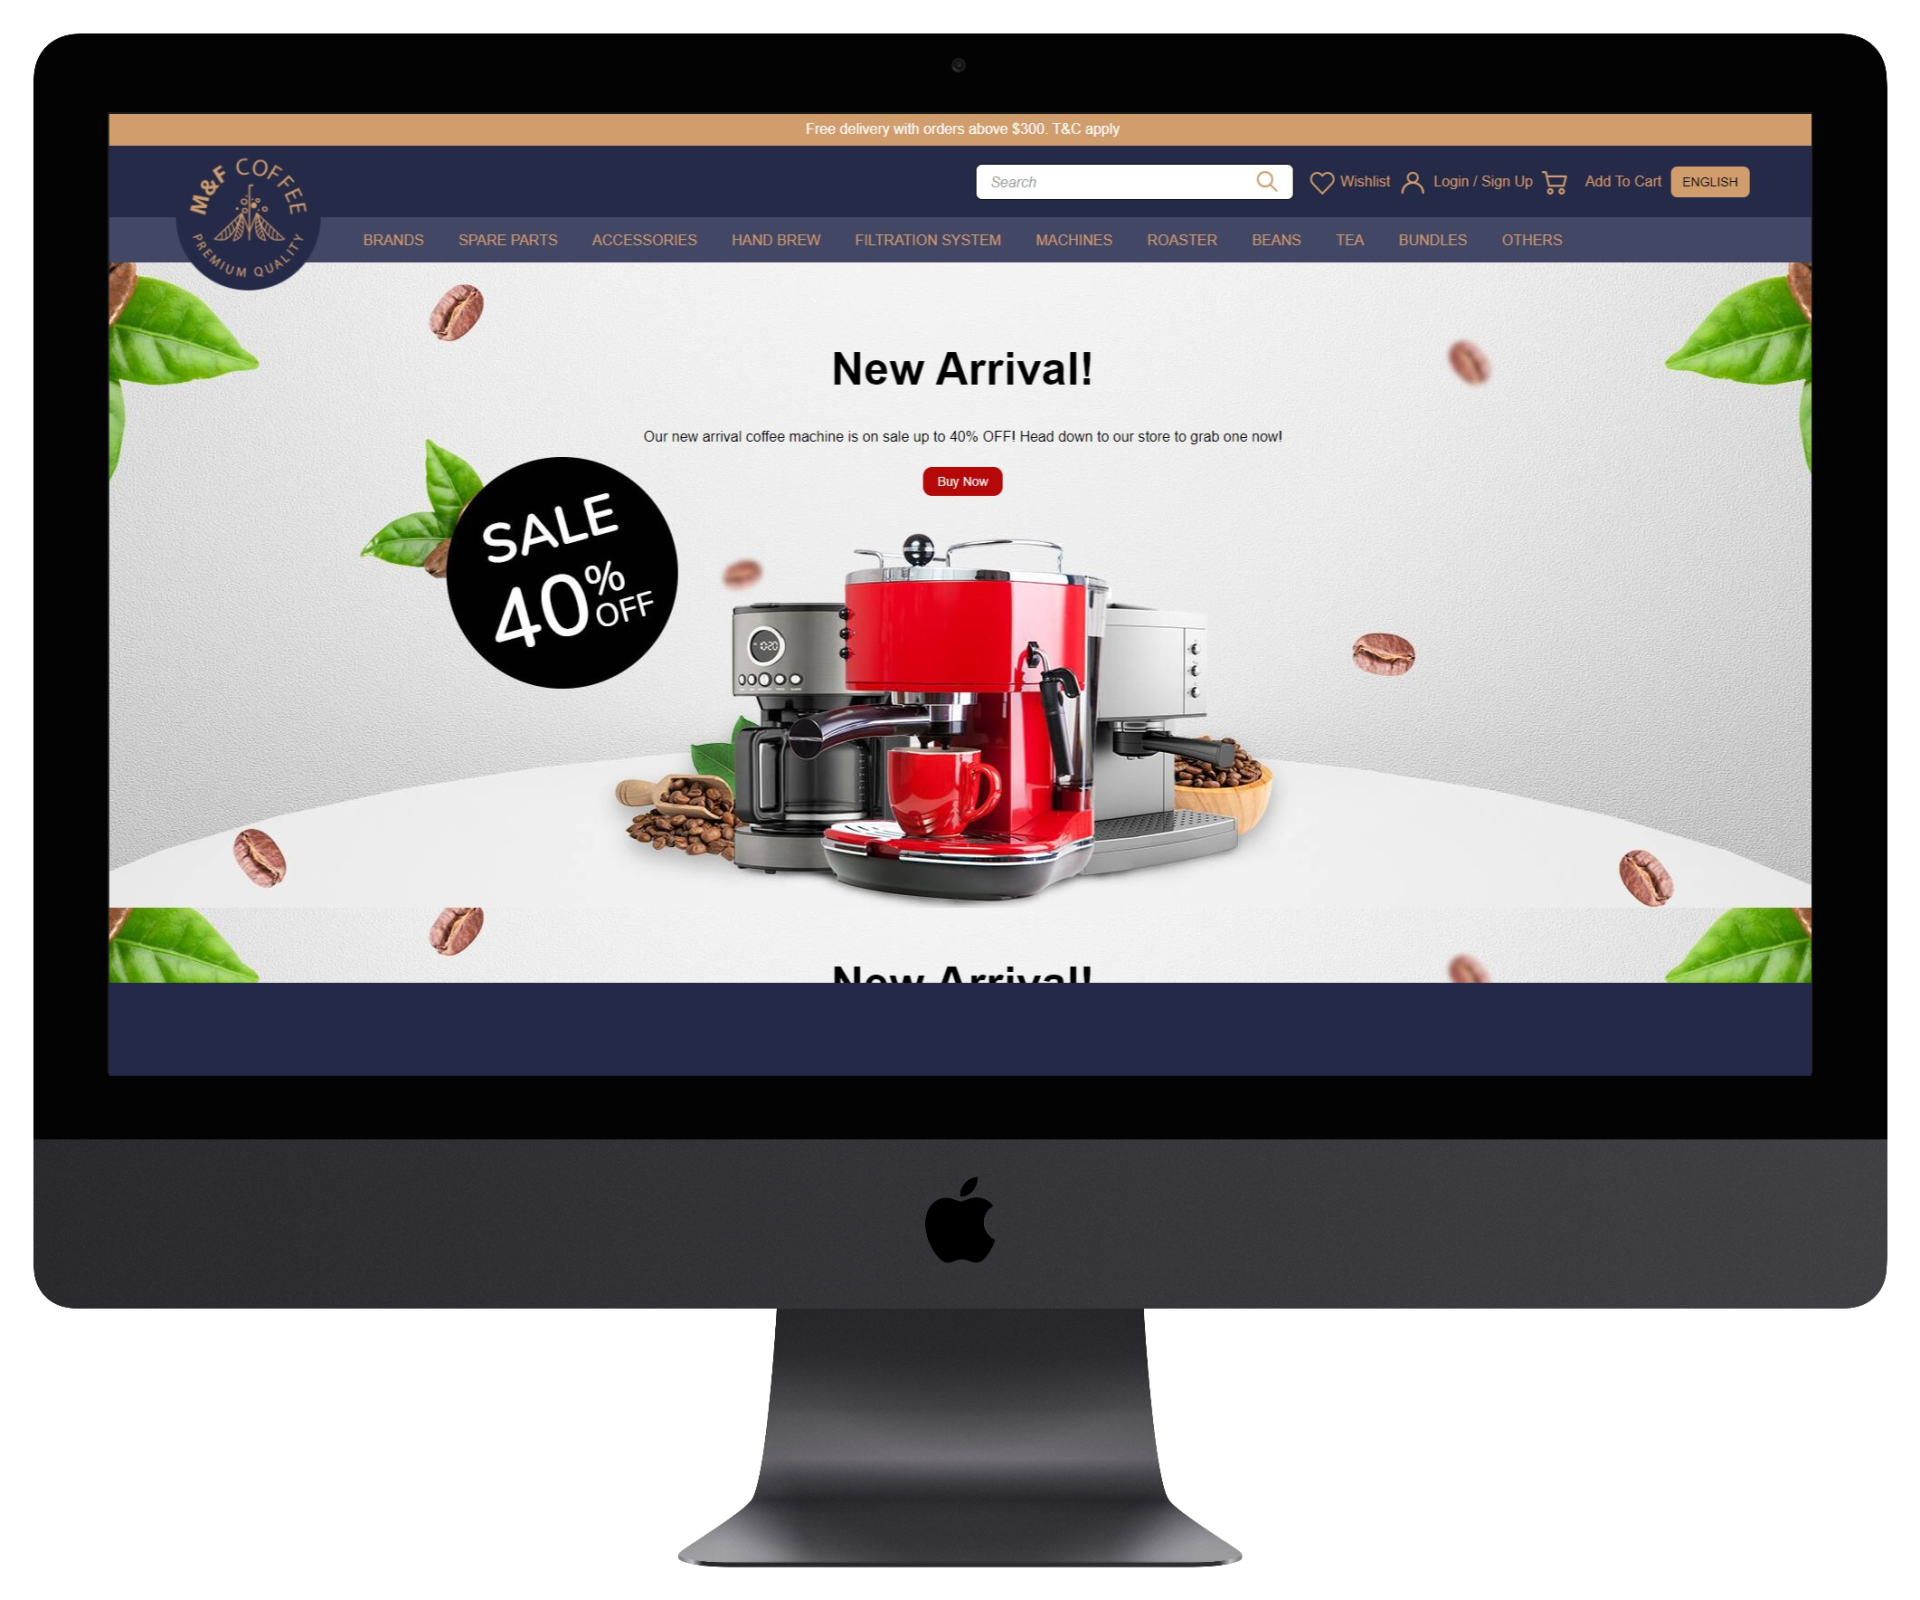 Free delivery with orders above $300. T&C apply
M&F COFFEE
PREMIUM QUALITY
Search
Wishlist
Login / Sign Up
Add To Cart
ENGLISH
BRANDS SPARE PARTS ACCESSORIES HAND BREW FILTRATION SYSTEM MACHINES ROASTER BEANS TEA BUNDLES OTHERS
New Arrival!
Our new arrival coffee machine is on sale up to 40% OFF! Head down to our store to grab one now!
Buy Now
SALE
40% OFF
10:20
New Arrival!